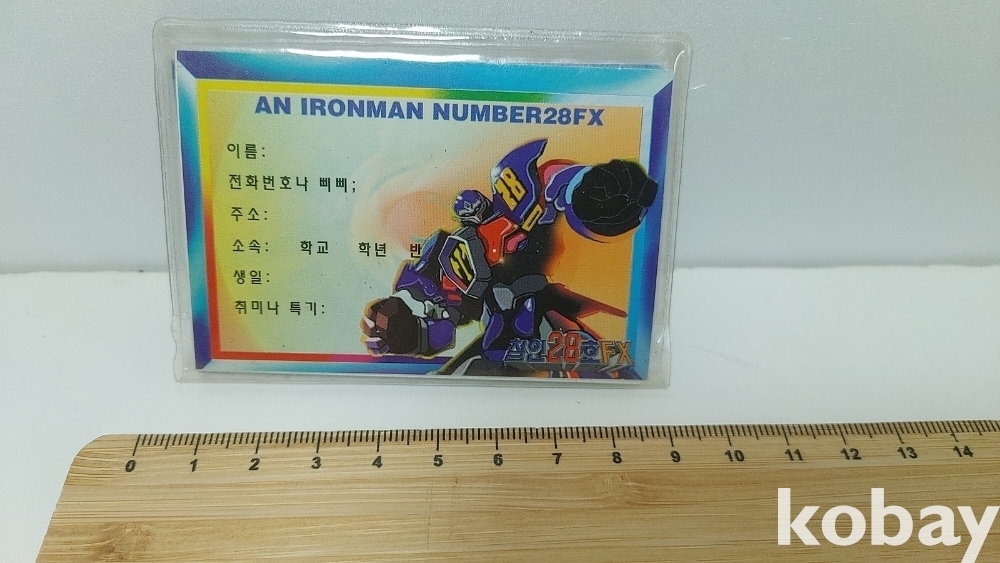 AN IRONMAN NUMBER28FX
이름:
전화번호나 삐삐;
주소:
소속: 학교 학년 반
생일:
취미나 특기:
28
철인28호FX
0 1 2 3 4 5 6 7 8 9 10 11 12 13 14
kobay